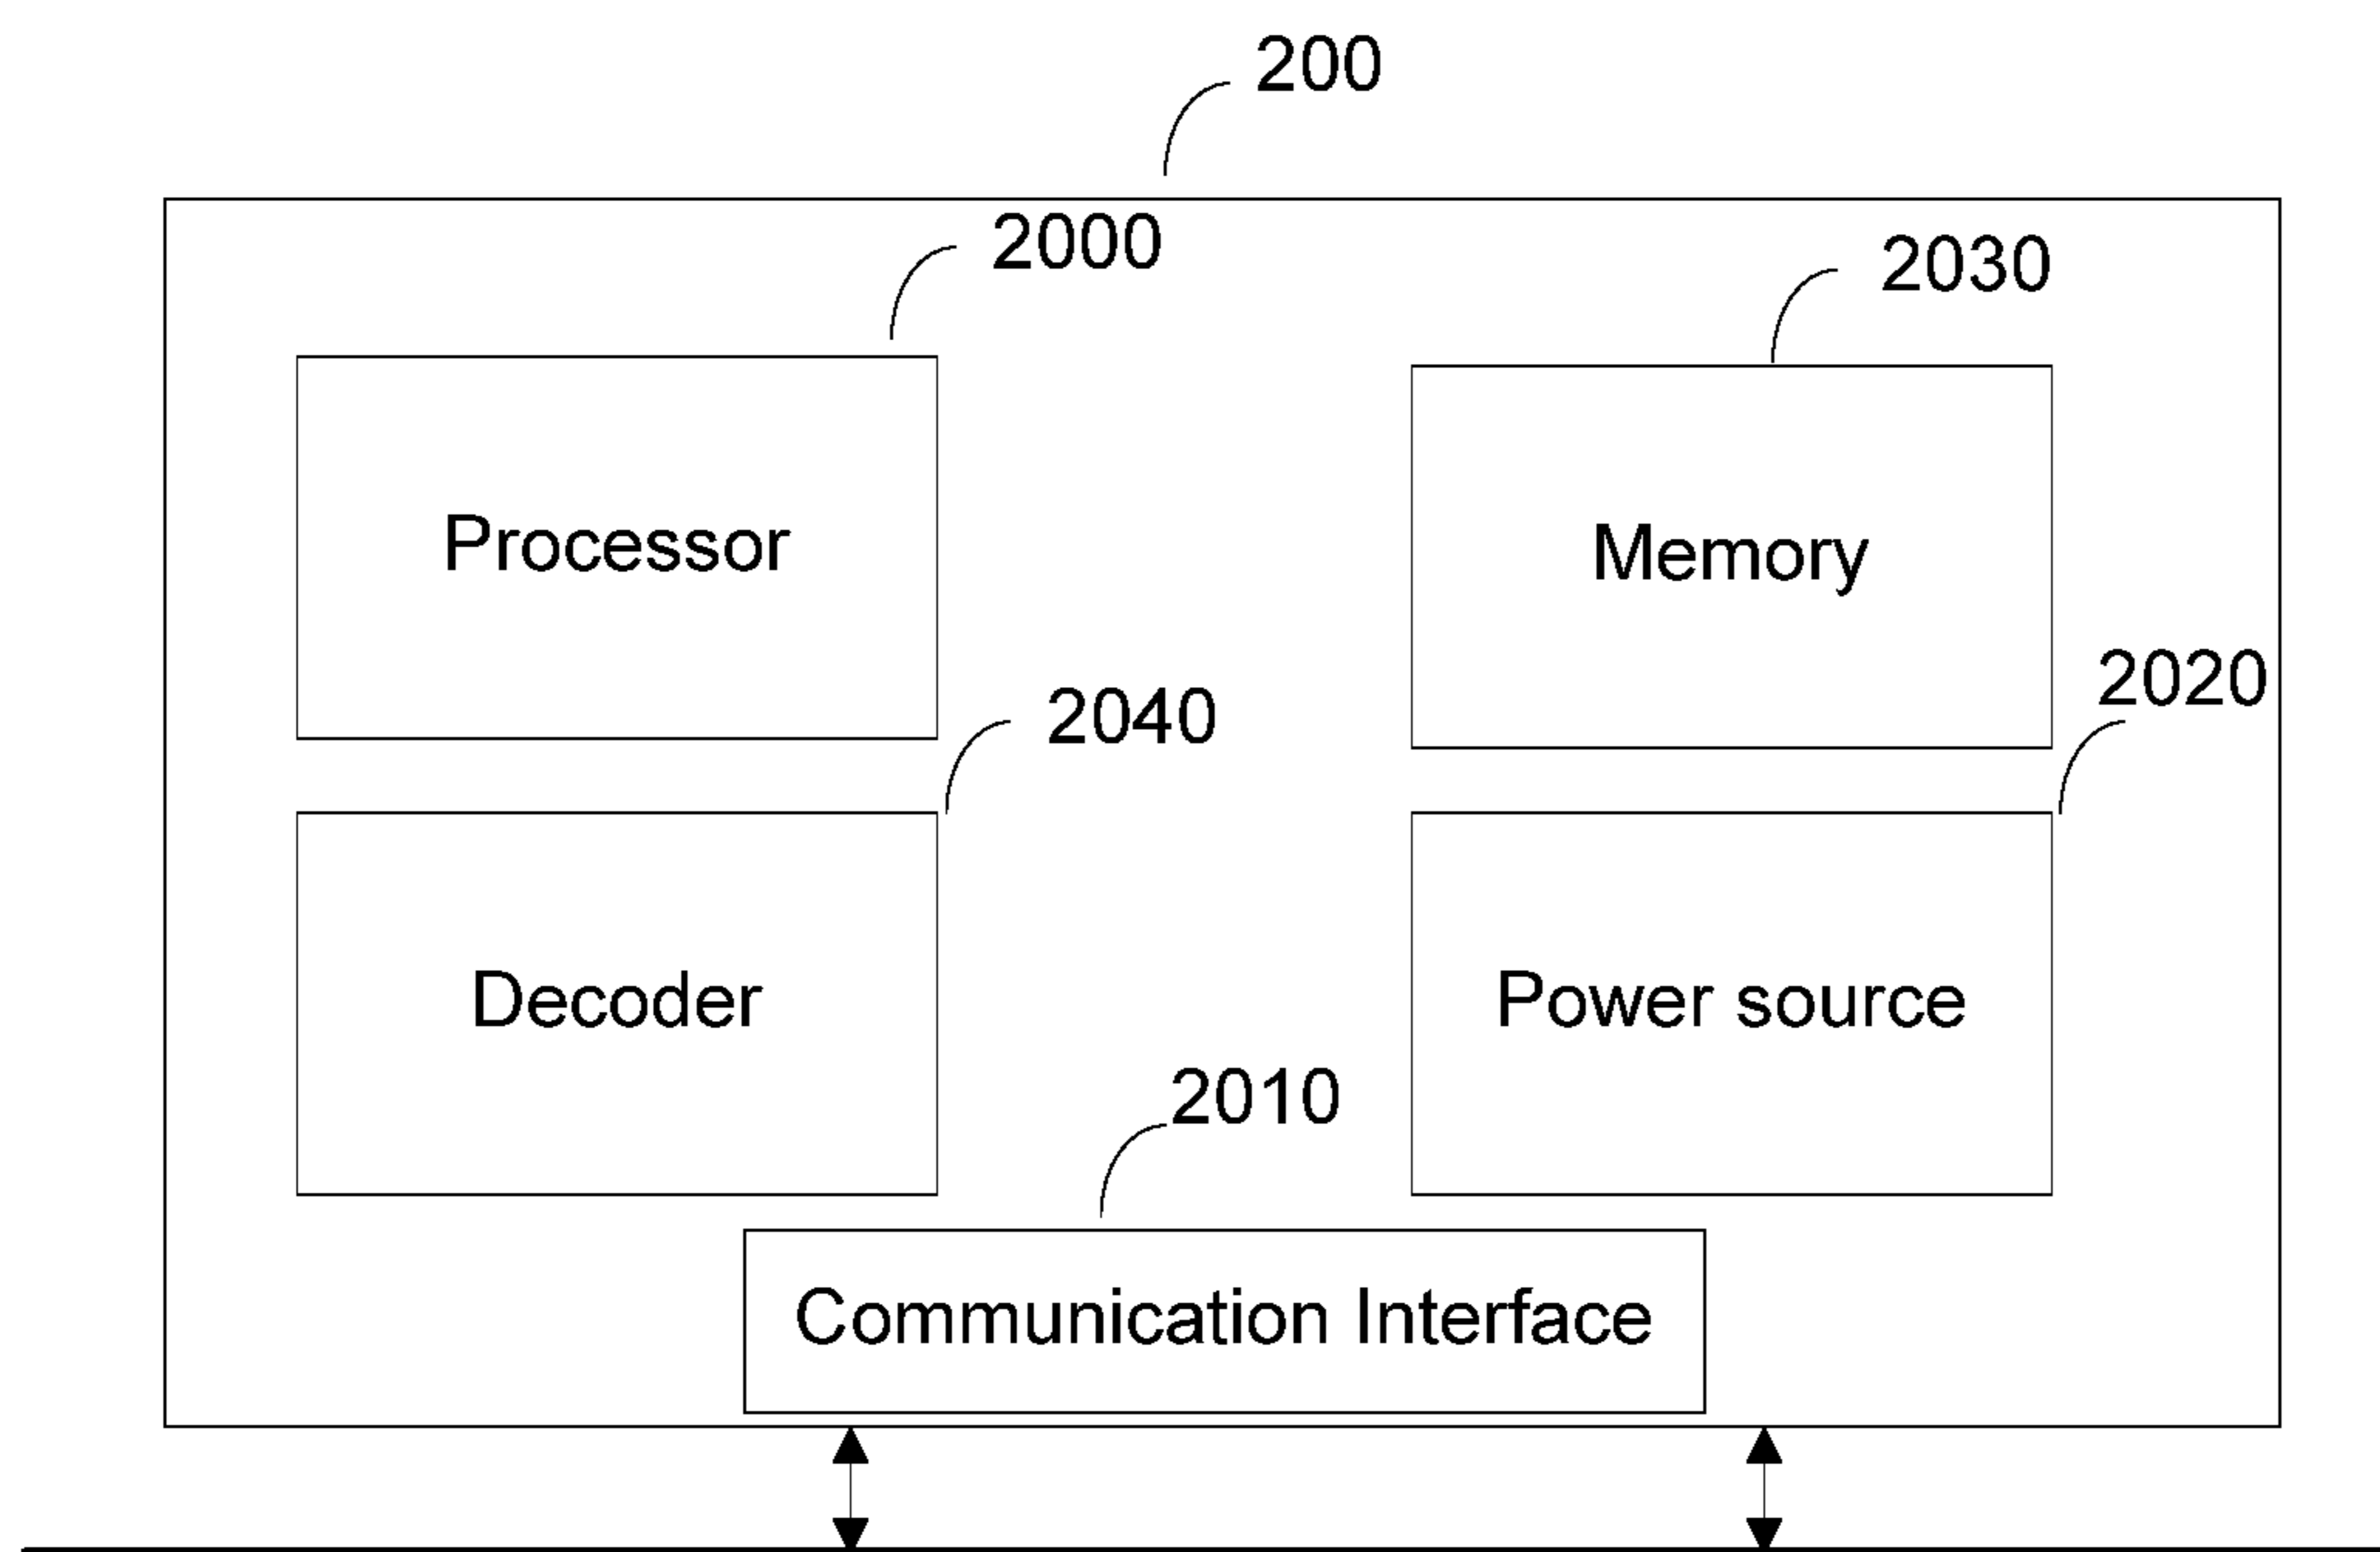 200
2000
2030
Processor
Memory
2040
2020
Decoder
Power source
2010
Communication Interface